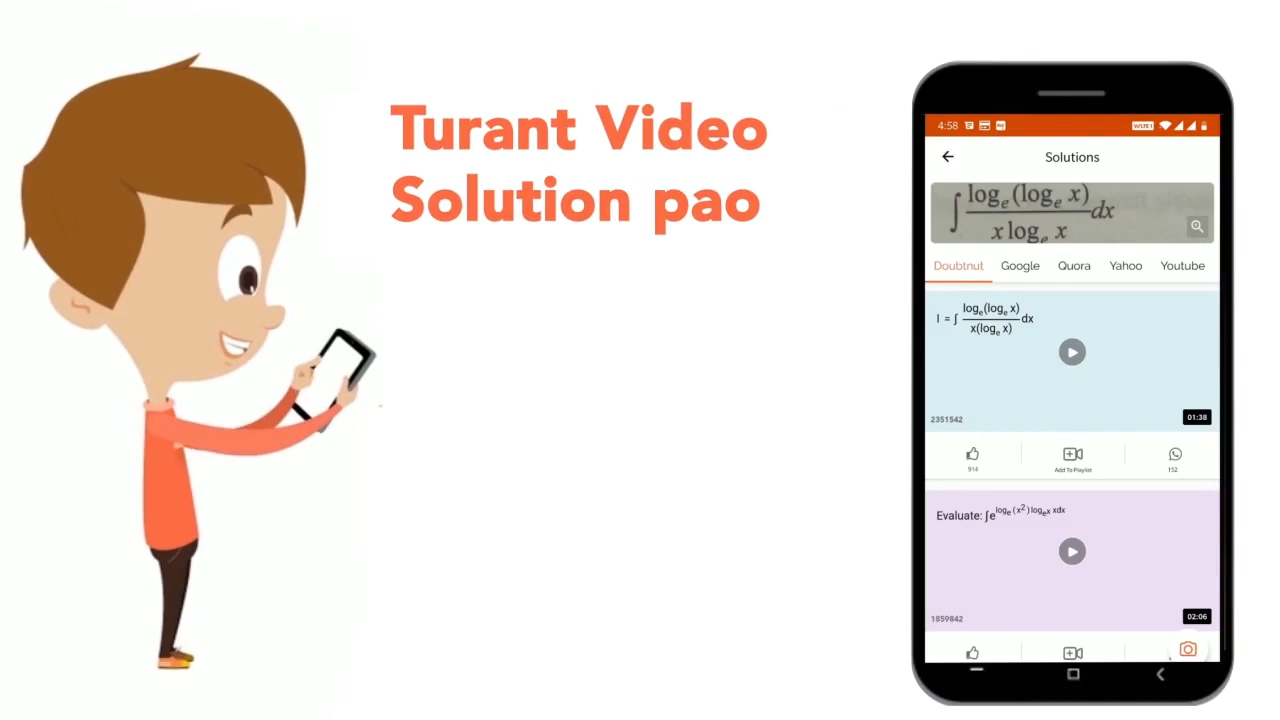 Turant Video
Solution pao
4:58
Solutions
∫ logₑ(logₑ x) / x logₑ x dx
Doubtnut Google Quora Yahoo Youtube
I = ∫ logₑ(logₑ x) / x(logₑ x) dx
2351542 01:38
914 Add To Playlist 152
Evaluate: ∫e^logₑ(x²)logₑx xdx
1859842 02:06